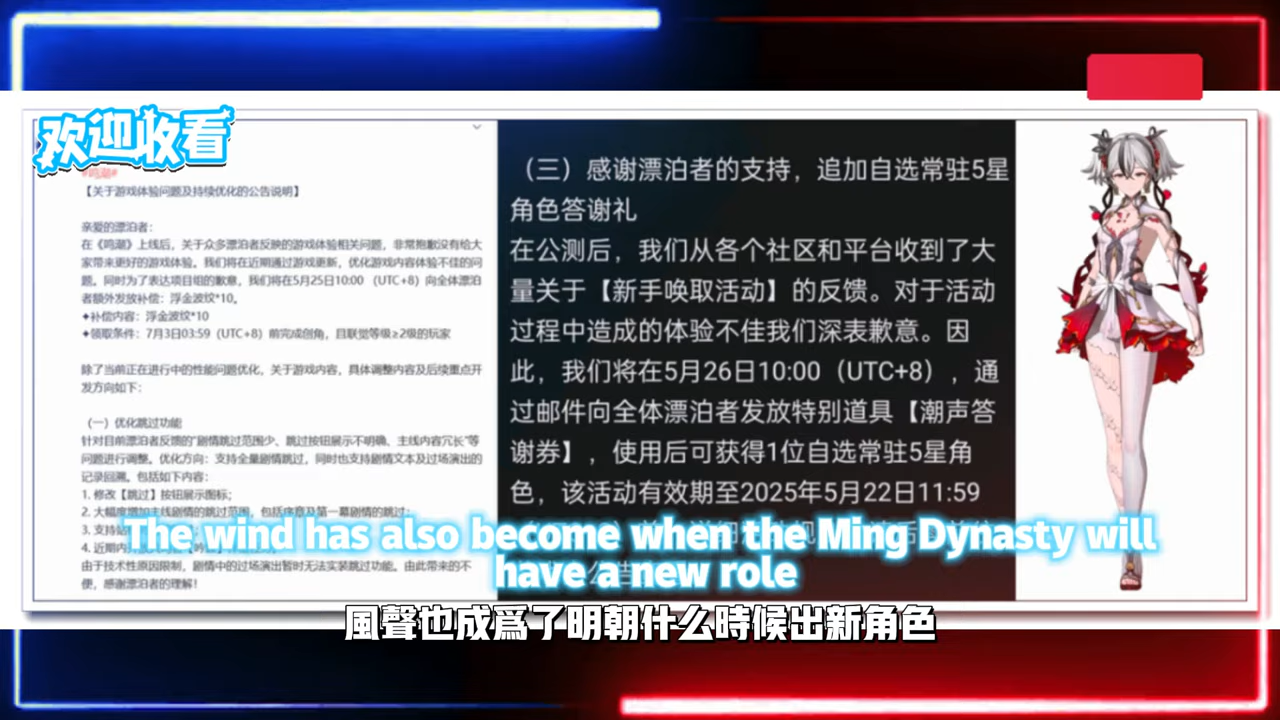 欢迎收看
#鸣潮#
【关于游戏体验问题及持续优化的公告说明】
亲爱的漂泊者：
在《鸣潮》上线后，关于众多漂泊者反映的游戏体验相关问题，非常抱歉没有给大
家带来更好的游戏体验。我们将在近期通过游戏更新，优化游戏内容体验不佳的问
题。同时为了表达项目组的歉意，我们将在5月25日10:00 （UTC+8）向全体漂泊
者额外发放补偿：浮金波纹*10。
✦补偿内容：浮金波纹*10
✦领取条件：7月3日03:59（UTC+8）前完成创角，且联觉等级≥2级的玩家
除了当前正在进行中的性能问题优化，关于游戏内容，具体调整内容及后续重点开
发方向如下：
（一）优化跳过功能
针对目前漂泊者反馈的“剧情跳过范围少、跳过按钮展示不明确、主线内容冗长”等
问题进行调整。优化方向：支持全量剧情跳过，同时也支持剧情文本及过场演出的
记录回溯。包括如下内容：
1. 修改【跳过】按钮展示图标；
2. 大幅度增加主线剧情的跳过范围，包括序章及第一幕剧情的跳过；
3. 支持
4. 近期内
由于技术性原因限制，剧情中的过场演出暂时无法实装跳过功能。由此带来的不
便，感谢漂泊者的理解！
（三）感谢漂泊者的支持，追加自选常驻5星
角色答谢礼
在公测后，我们从各个社区和平台收到了大
量关于【新手唤取活动】的反馈。对于活动
过程中造成的体验不佳我们深表歉意。因
此，我们将在5月26日10:00（UTC+8），通
过邮件向全体漂泊者发放特别道具【潮声答
谢券】，使用后可获得1位自选常驻5星角
色，该活动有效期至2025年5月22日11:59
The wind has also become when the Ming Dynasty will
have a new role
風聲也成爲了明朝什么時候出新角色